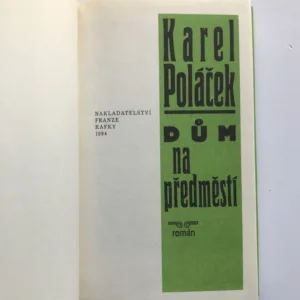 Karel
Poláček
NAKLADATELSTVÍ
FRANZE
KAFKY
1994
DŮM
na
předměstí
román